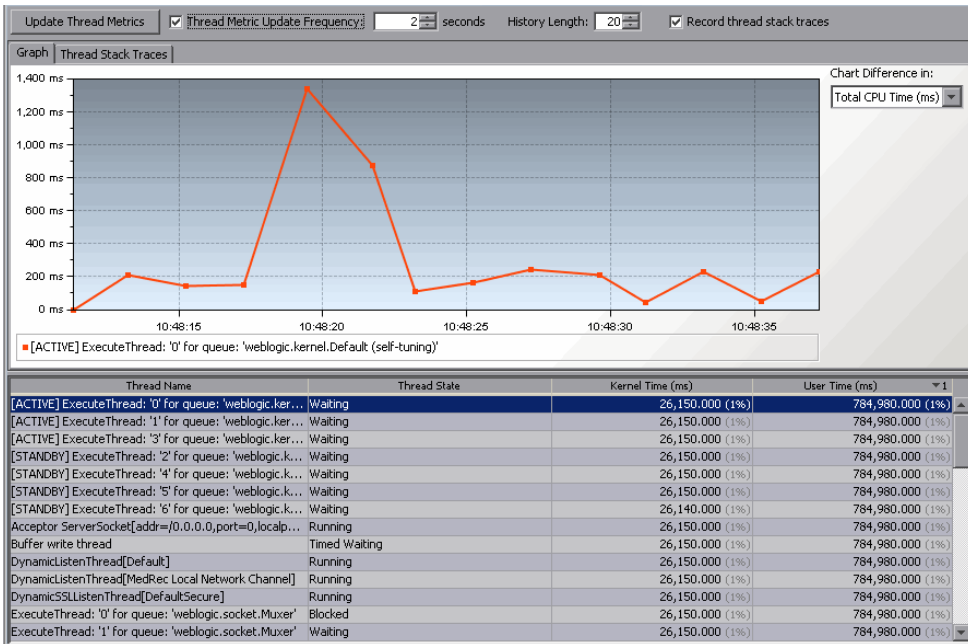 Update Thread Metrics Thread Metric Update Frequency: 2 seconds History Length: 20 Record thread stack traces
Graph Thread Stack Traces
Chart Difference in:
Total CPU Time (ms)
1,400 ms
1,200 ms
1,000 ms
800 ms
600 ms
400 ms
200 ms
0 ms
10:48:15 10:48:20 10:48:25 10:48:30 10:48:35
[ACTIVE] ExecuteThread: '0' for queue: 'weblogic.kernel.Default (self-tuning)'
Thread Name Thread State Kernel Time (ms) User Time (ms) 1
[ACTIVE] ExecuteThread: '0' for queue: 'weblogic.ker... Waiting 26,150.000 (1%) 784,980.000 (1%)
[ACTIVE] ExecuteThread: '1' for queue: 'weblogic.ker... Waiting 26,150.000 (1%) 784,980.000 (1%)
[ACTIVE] ExecuteThread: '3' for queue: 'weblogic.ker... Waiting 26,150.000 (1%) 784,980.000 (1%)
[STANDBY] ExecuteThread: '2' for queue: 'weblogic.k... Waiting 26,150.000 (1%) 784,980.000 (1%)
[STANDBY] ExecuteThread: '4' for queue: 'weblogic.k... Waiting 26,150.000 (1%) 784,980.000 (1%)
[STANDBY] ExecuteThread: '5' for queue: 'weblogic.k... Waiting 26,150.000 (1%) 784,980.000 (1%)
[STANDBY] ExecuteThread: '6' for queue: 'weblogic.k... Waiting 26,140.000 (1%) 784,980.000 (1%)
Acceptor ServerSocket[addr=/0.0.0.0,port=0,localp... Running 26,150.000 (1%) 784,980.000 (1%)
Buffer write thread Timed Waiting 26,150.000 (1%) 784,980.000 (1%)
DynamicListenThread[Default] Running 26,150.000 (1%) 784,980.000 (1%)
DynamicListenThread[MedRec Local Network Channel] Running 26,150.000 (1%) 784,980.000 (1%)
DynamicSSLListenThread[DefaultSecure] Running 26,150.000 (1%) 784,980.000 (1%)
ExecuteThread: '0' for queue: 'weblogic.socket.Muxer' Blocked 26,150.000 (1%) 784,980.000 (1%)
ExecuteThread: '1' for queue: 'weblogic.socket.Muxer' Waiting 26,150.000 (1%) 784,980.000 (1%)